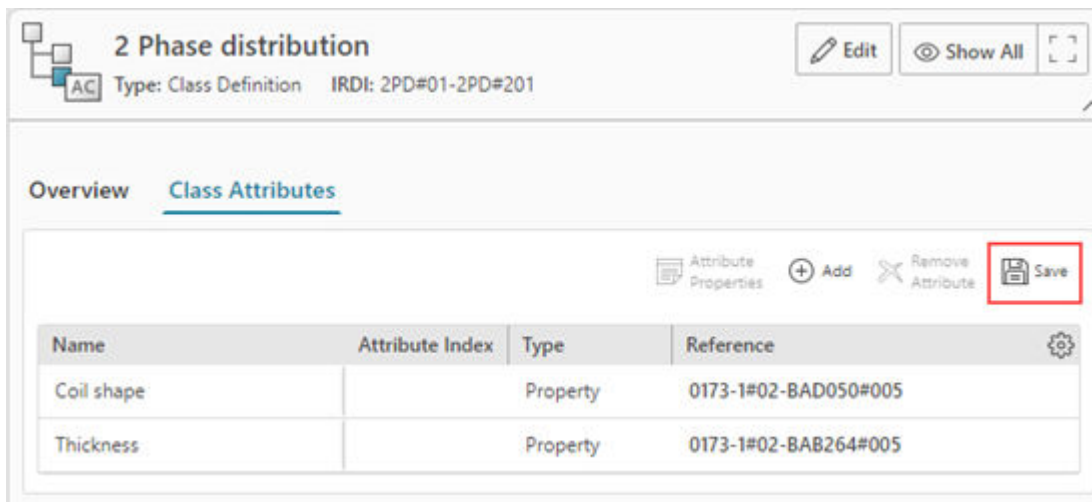 2 Phase distribution
Edit
Show All
AC
Type: Class Definition IRDI: 2PD#01-2PD#201
Overview Class Attributes
Attribute
Properties
Add
Remove
Attribute
Save
Name Attribute Index Type Reference
Coil shape Property 0173-1#02-BAD050#005
Thickness Property 0173-1#02-BAB264#005